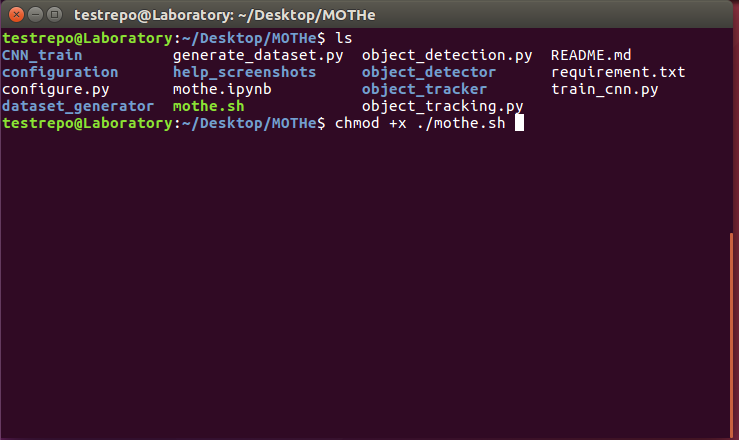 testrepo@Laboratory: ~/Desktop/MOTHe
testrepo@Laboratory:~/Desktop/MOTHe$ ls
CNN_train generate_dataset.py object_detection.py README.md
configuration help_screenshots object_detector requirement.txt
configure.py mothe.ipynb object_tracker train_cnn.py
dataset_generator mothe.sh object_tracking.py
testrepo@Laboratory:~/Desktop/MOTHe$ chmod +x ./mothe.sh